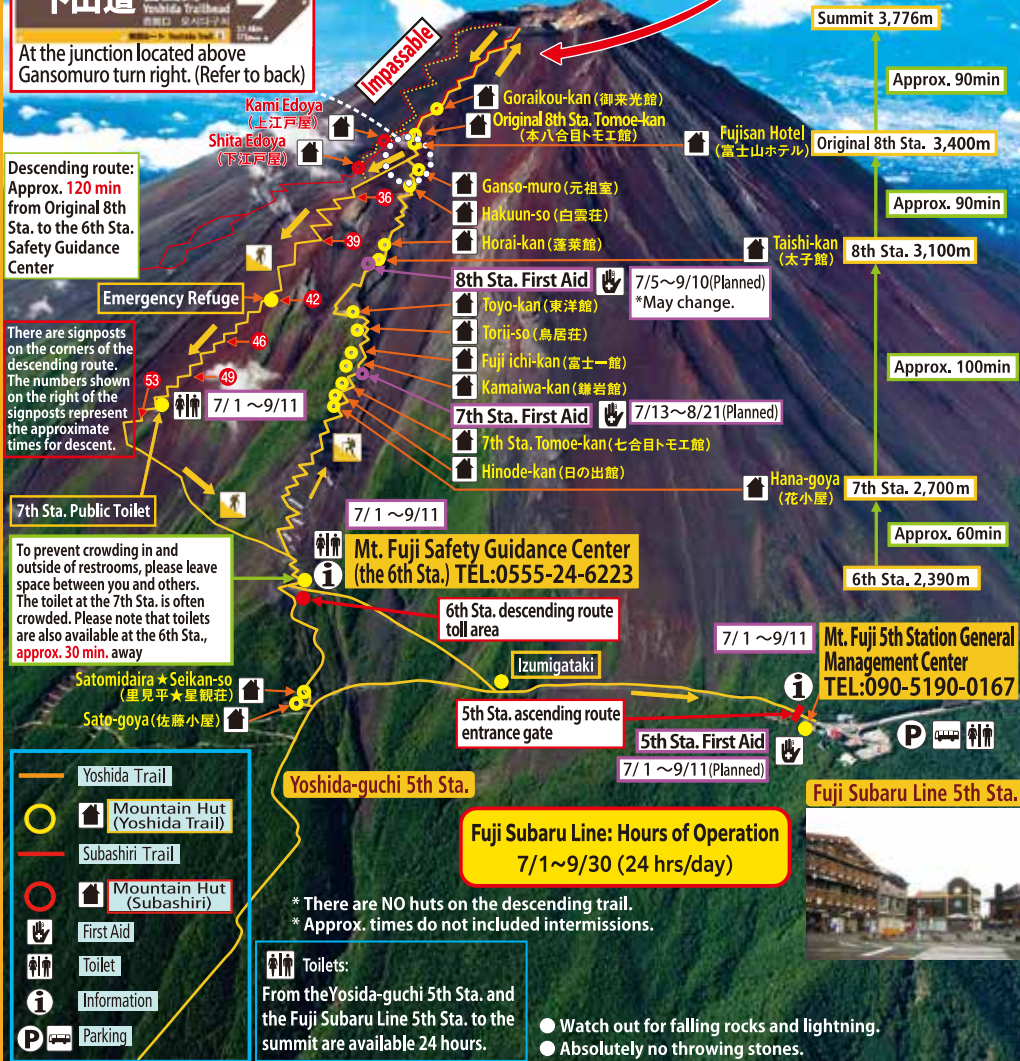 下山道
Yoshida Trailhead
At the junction located above
Gansomuro turn right. (Refer to back)
Impassable
Summit 3,776m
Approx. 90min
Original 8th Sta. 3,400m
Approx. 90min
8th Sta. 3,100m
Approx. 100min
7th Sta. 2,700m
Approx. 60min
6th Sta. 2,390m
Kami Edoya
(上江戸屋)
Shita Edoya
(下江戸屋)
Goraikou-kan (御来光館)
Original 8th Sta. Tomoe-kan
(本八合目トモエ館)
Fujisan Hotel
(富士山ホテル)
Ganso-muro (元祖室)
Hakuun-so (白雲荘)
Horai-kan (蓬莱館)
Taishi-kan
(太子館)
8th Sta. First Aid
7/5~9/10(Planned)
*May change.
Toyo-kan (東洋館)
Torii-so (鳥居荘)
Fuji ichi-kan (富士一館)
Kamaiwa-kan (鎌岩館)
7th Sta. First Aid
7/13~8/21(Planned)
7th Sta. Tomoe-kan (七合目トモエ館)
Hinode-kan (日の出館)
Hana-goya
(花小屋)
Descending route:
Approx. 120 min
from Original 8th
Sta. to the 6th Sta.
Safety Guidance
Center
36
39
Emergency Refuge
42
46
49
53
There are signposts
on the corners of the
descending route.
The numbers shown
on the right of the
signposts represent
the approximate
times for descent.
7/ 1 ~9/11
7th Sta. Public Toilet
To prevent crowding in and
outside of restrooms, please leave
space between you and others.
The toilet at the 7th Sta. is often
crowded. Please note that toilets
are also available at the 6th Sta.,
approx. 30 min. away
7/ 1 ~9/11
Mt. Fuji Safety Guidance Center
(the 6th Sta.) TEL:0555-24-6223
6th Sta. descending route
toll area
Izumigataki
7/ 1 ~9/11
Mt. Fuji 5th Station General
Management Center
TEL:090-5190-0167
5th Sta. ascending route
entrance gate
5th Sta. First Aid
7/ 1 ~9/11(Planned)
P
Satomidaira★Seikan-so
(里見平★星観荘)
Sato-goya(佐藤小屋)
Yoshida-guchi 5th Sta.
Fuji Subaru Line 5th Sta.
Fuji Subaru Line: Hours of Operation
7/1~9/30 (24 hrs/day)
Yoshida Trail
Mountain Hut
(Yoshida Trail)
Subashiri Trail
Mountain Hut
(Subashiri)
First Aid
Toilet
Information
P Parking
* There are NO huts on the descending trail.
* Approx. times do not included intermissions.
Toilets:
From theYosida-guchi 5th Sta. and
the Fuji Subaru Line 5th Sta. to the
summit are available 24 hours.
● Watch out for falling rocks and lightning.
● Absolutely no throwing stones.